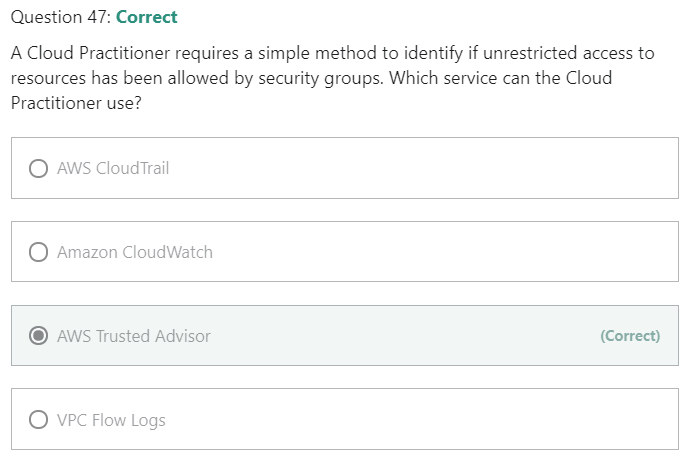 Question 47: Correct
A Cloud Practitioner requires a simple method to identify if unrestricted access to
resources has been allowed by security groups. Which service can the Cloud
Practitioner use?
AWS CloudTrail
Amazon CloudWatch
AWS Trusted Advisor (Correct)
VPC Flow Logs